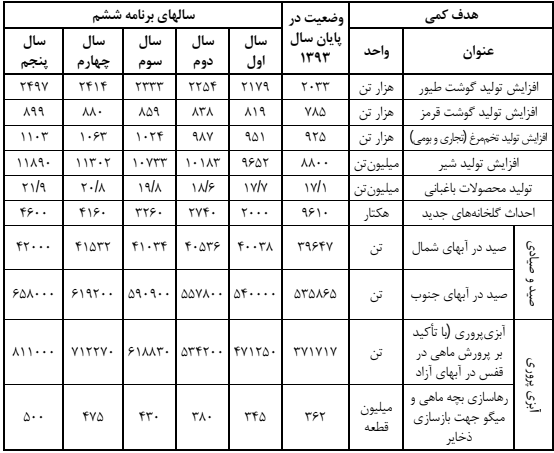 هدف کمی وضعیت در پایان سال ۱۳۹۳ سالهای برنامه ششم
عنوان واحد سال اول سال دوم سال سوم سال چهارم سال پنجم
افزایش تولید گوشت طیور هزار تن ۲۰۳۳ ۲۱۷۹ ۲۲۵۴ ۲۳۳۳ ۲۴۱۴ ۲۴۹۷
افزایش تولید گوشت قرمز هزار تن ۷۸۵ ۸۱۹ ۸۳۸ ۸۵۹ ۸۸۰ ۸۹۹
افزایش تولید تخم‌مرغ (تجاری و بومی) هزار تن ۹۲۵ ۹۵۱ ۹۸۷ ۱۰۲۴ ۱۰۶۳ ۱۱۰۳
افزایش تولید شیر میلیون‌تن ۸۸۰۰ ۹۶۵۲ ۱۰۱۸۳ ۱۰۷۳۳ ۱۱۳۰۲ ۱۱۸۹۰
تولید محصولات باغبانی میلیون‌تن ۱۷/۱ ۱۷/۷ ۱۸/۶ ۱۹/۸ ۲۰/۸ ۲۱/۹
احداث گلخانه‌های جدید هکتار ۹۶۱۰ ۲۰۰۰ ۲۷۴۰ ۳۲۶۰ ۴۱۶۰ ۴۶۰۰
صید و صیادی
صید در آبهای شمال تن ۳۹۶۴۷ ۴۰۰۳۸ ۴۰۵۳۶ ۴۱۰۳۴ ۴۱۵۳۲ ۴۲۰۰۰
صید در آبهای جنوب تن ۵۳۵۸۶۵ ۵۴۰۰۰۰ ۵۵۷۸۰۰ ۵۹۰۹۰۰ ۶۱۹۲۰۰ ۶۵۸۰۰۰
آبزی پروری
آبزی‌پروری (با تأکید
بر پرورش ماهی در
قفس در آبهای آزاد
تن ۳۷۱۷۱۷ ۴۷۱۲۵۰ ۵۳۴۲۰۰ ۶۱۸۸۳۰ ۷۱۲۲۷۰ ۸۱۱۰۰۰
رهاسازی بچه ماهی و
میگو جهت بازسازی
ذخایر
میلیون
قطعه
۳۶۲ ۳۴۵ ۳۸۰ ۴۳۰ ۴۷۵ ۵۰۰